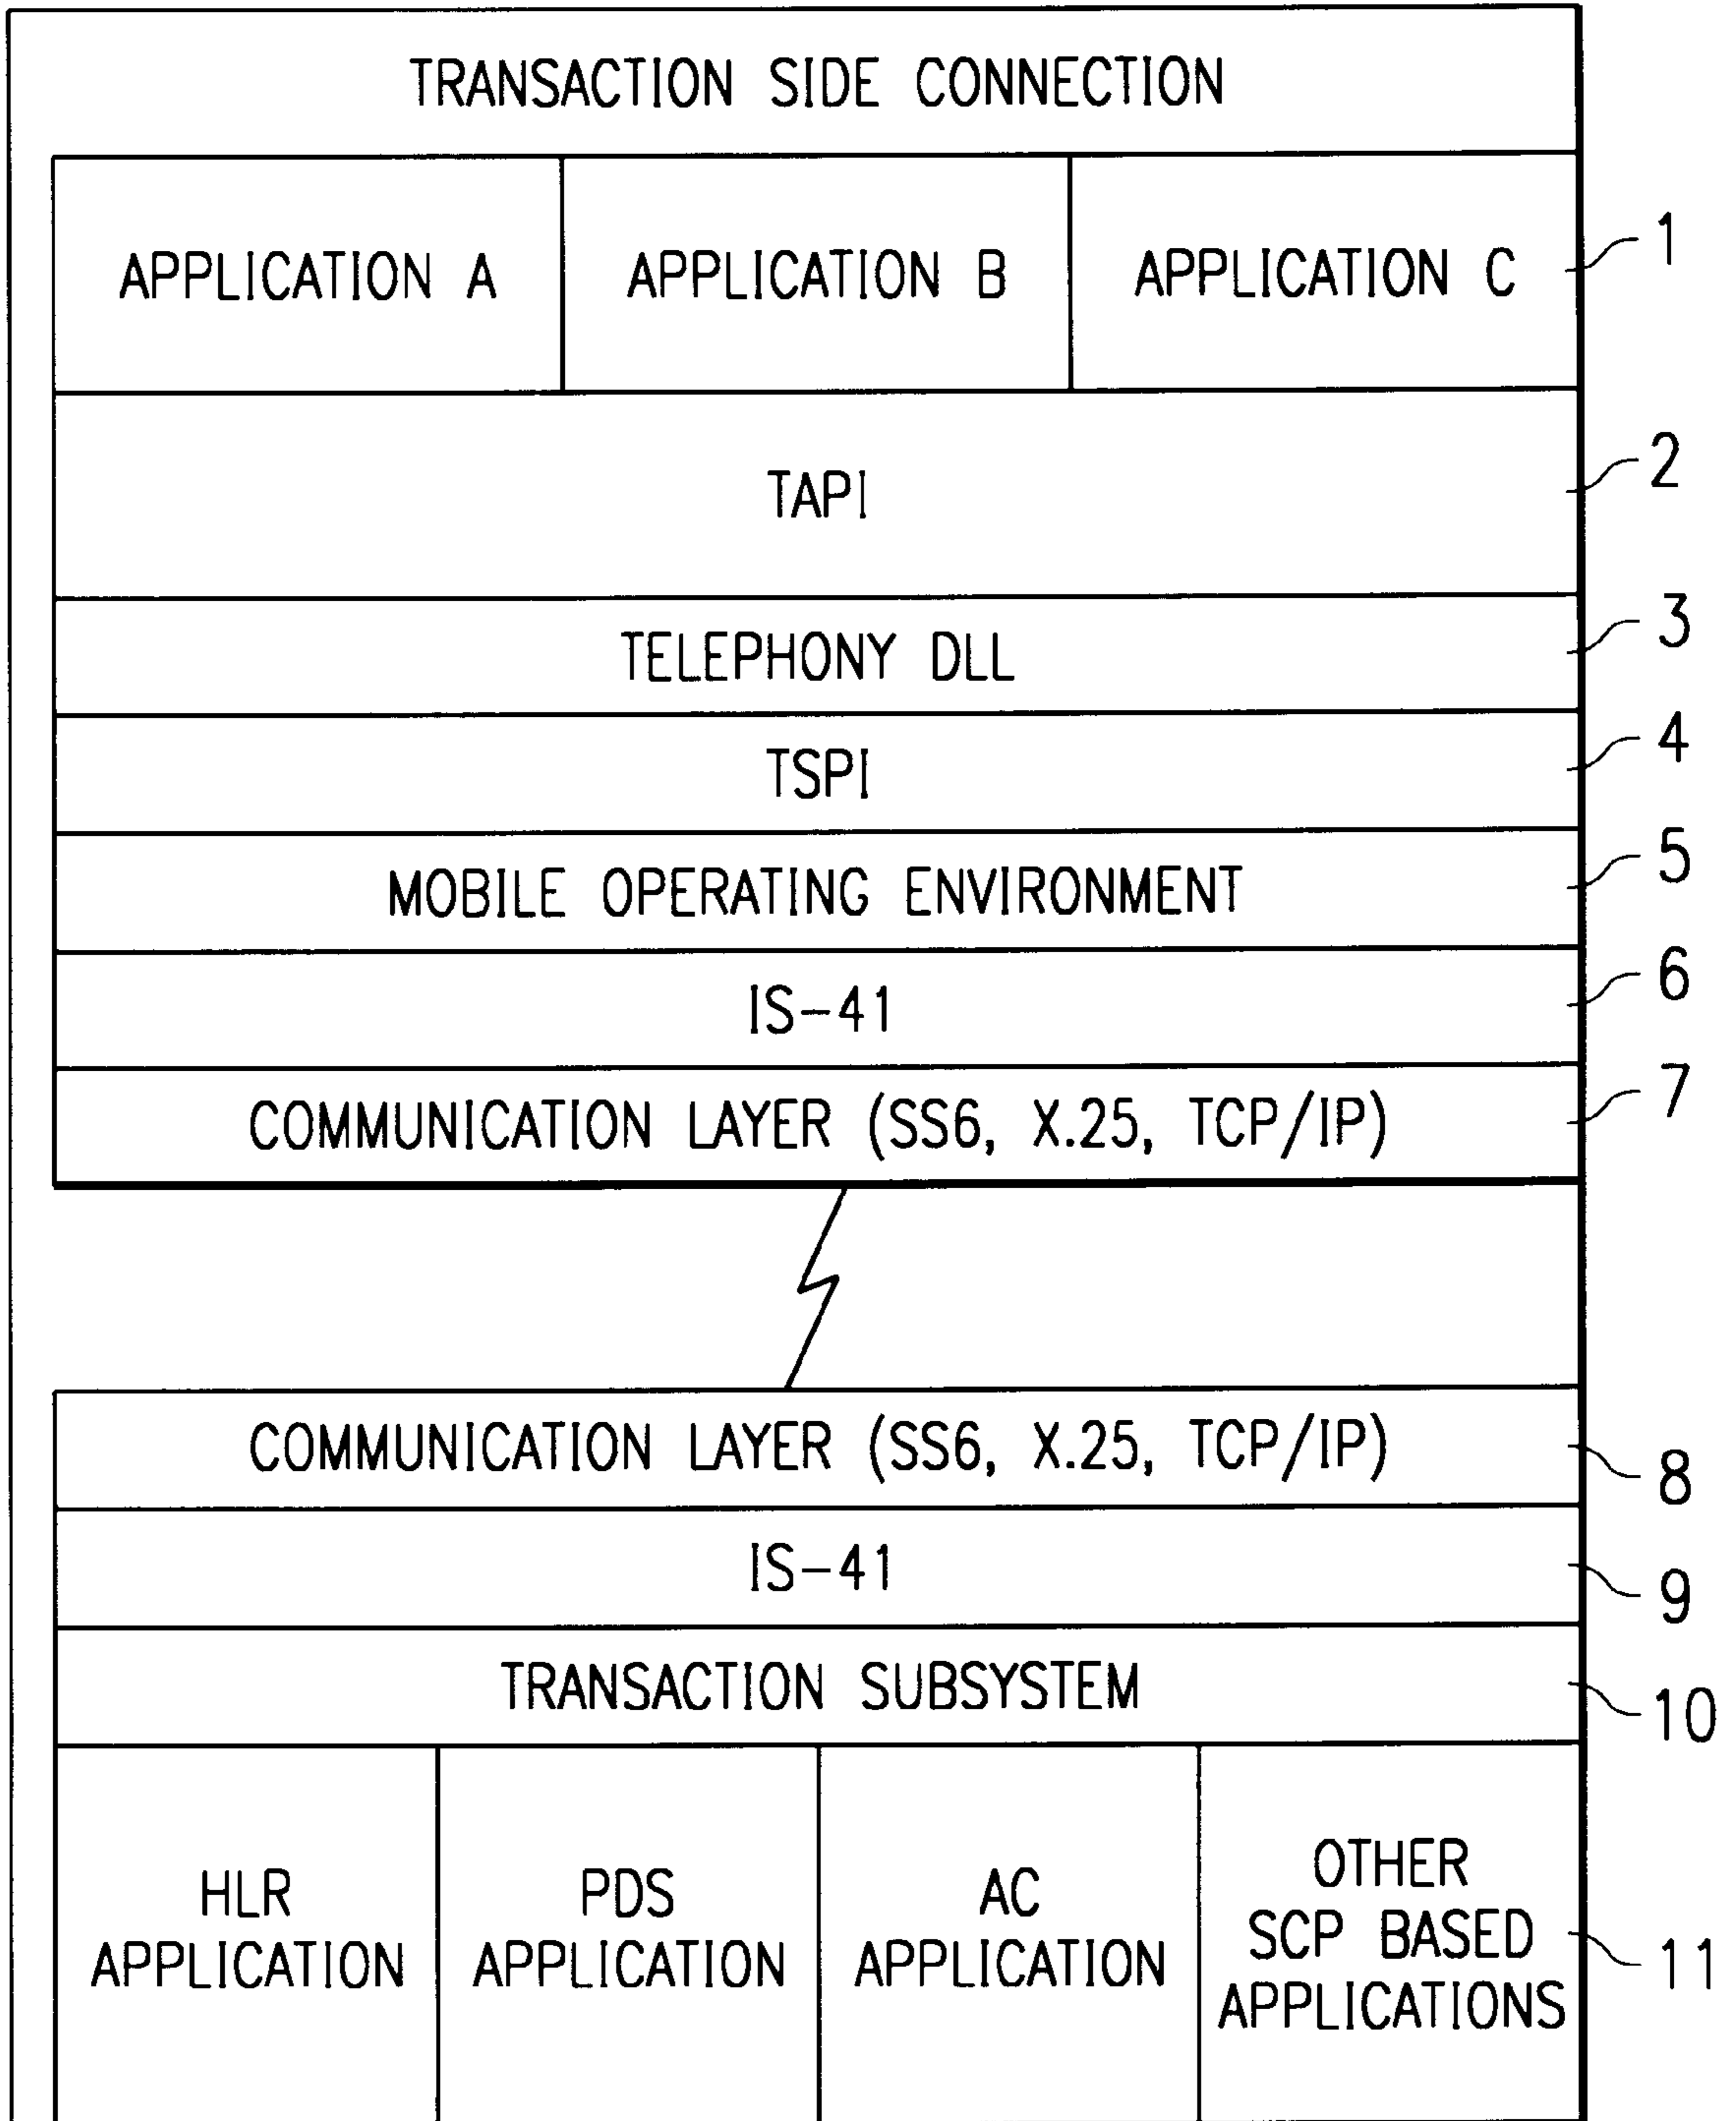 TRANSACTION SIDE CONNECTION
APPLICATION A
APPLICATION B
APPLICATION C
1
TAPI
2
TELEPHONY DLL
3
TSPI
4
MOBILE OPERATING ENVIRONMENT
5
IS-41
6
COMMUNICATION LAYER (SS6, X.25, TCP/IP)
7
COMMUNICATION LAYER (SS6, X.25, TCP/IP)
8
IS-41
9
TRANSACTION SUBSYSTEM
10
HLR
APPLICATION
PDS
APPLICATION
AC
APPLICATION
OTHER
SCP BASED
APPLICATIONS
11